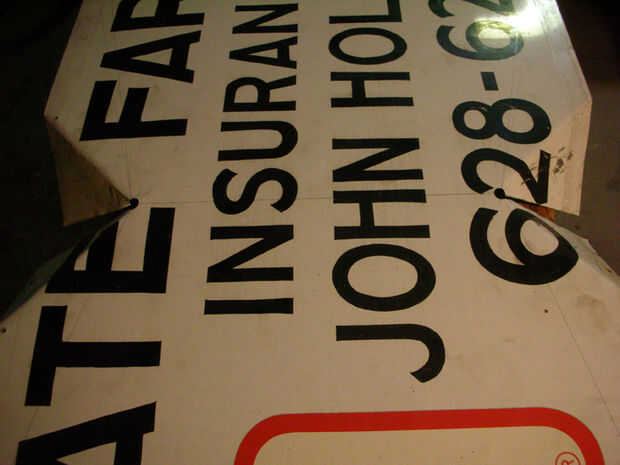 ATE FAR
INSURAN
JOHN HOL
628-62
®